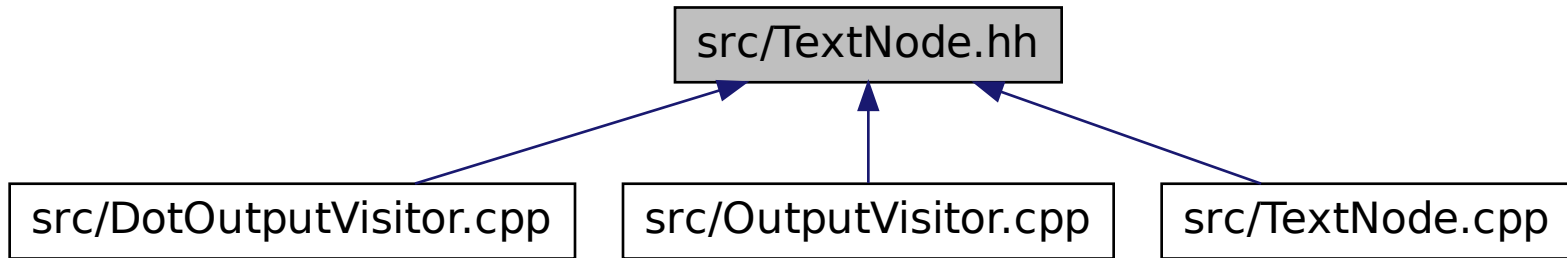 src/TextNode.hh
src/DotOutputVisitor.cpp
src/OutputVisitor.cpp
src/TextNode.cpp